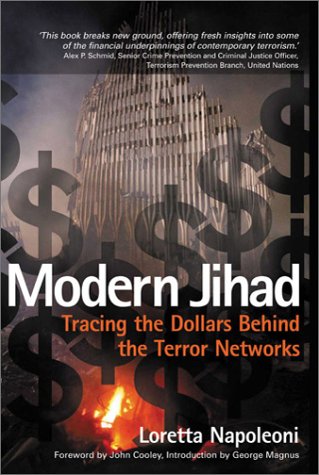 ‘This book breaks new ground, offering fresh insights into some
of the financial underpinnings of contemporary terrorism.’
Alex P. Schmid, Senior Crime Prevention and Criminal Justice Officer,
Terrorism Prevention Branch, United Nations
Modern Jihad
Tracing the Dollars Behind
the Terror Networks
Loretta Napoleoni
Foreword by John Cooley, Introduction by George Magnus